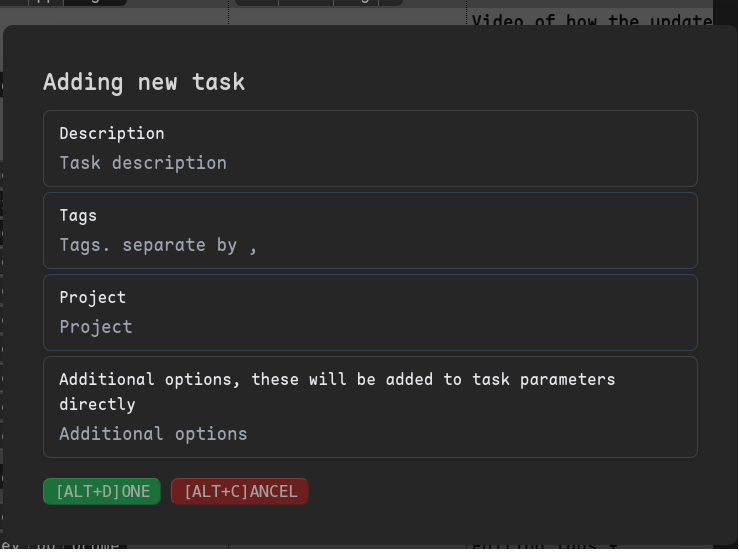 Video of how the update
Adding new task
Description
Task description
Tags
Tags. separate by ,
Project
Project
Additional options, these will be added to task parameters
directly
Additional options
[ALT+D]ONE [ALT+C]ANCEL